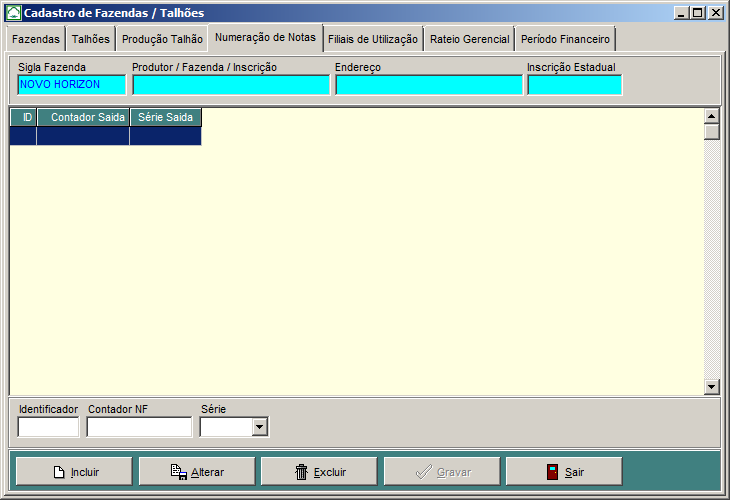 Cadastro de Fazendas / Talhões
Fazendas Talhões Produção Talhão Numeração de Notas Filiais de Utilização Rateio Gerencial Período Financeiro
Sigla Fazenda Produtor / Fazenda / Inscrição Endereço Inscrição Estadual
NOVO HORIZON
ID Contador Saida Série Saida
Identificador Contador NF Série
Incluir Alterar Excluir Gravar Sair